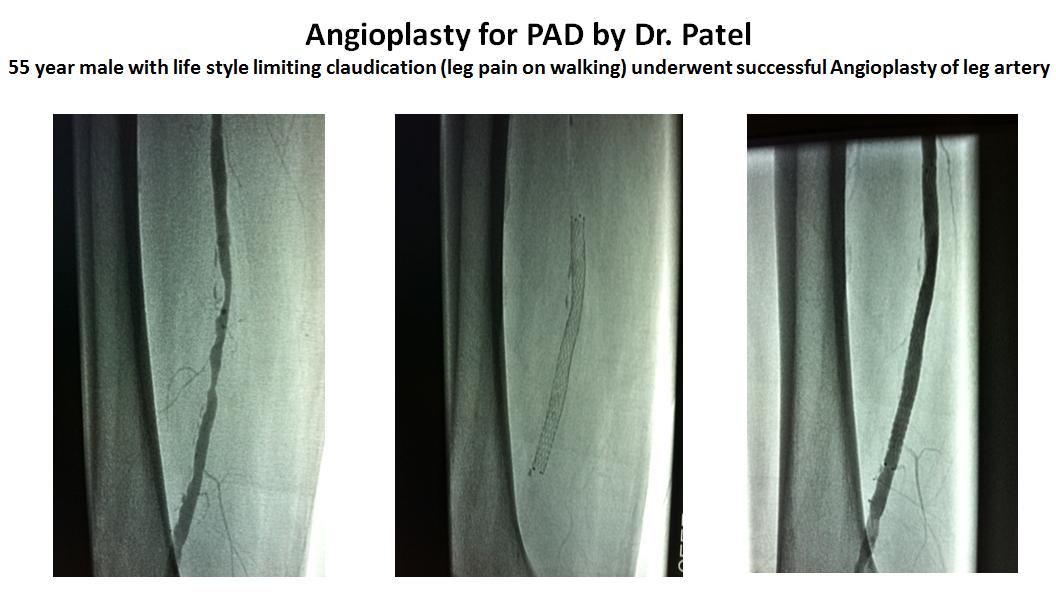 Angioplasty for PAD by Dr. Patel
55 year male with life style limiting claudication (leg pain on walking) underwent successful Angioplasty of leg artery